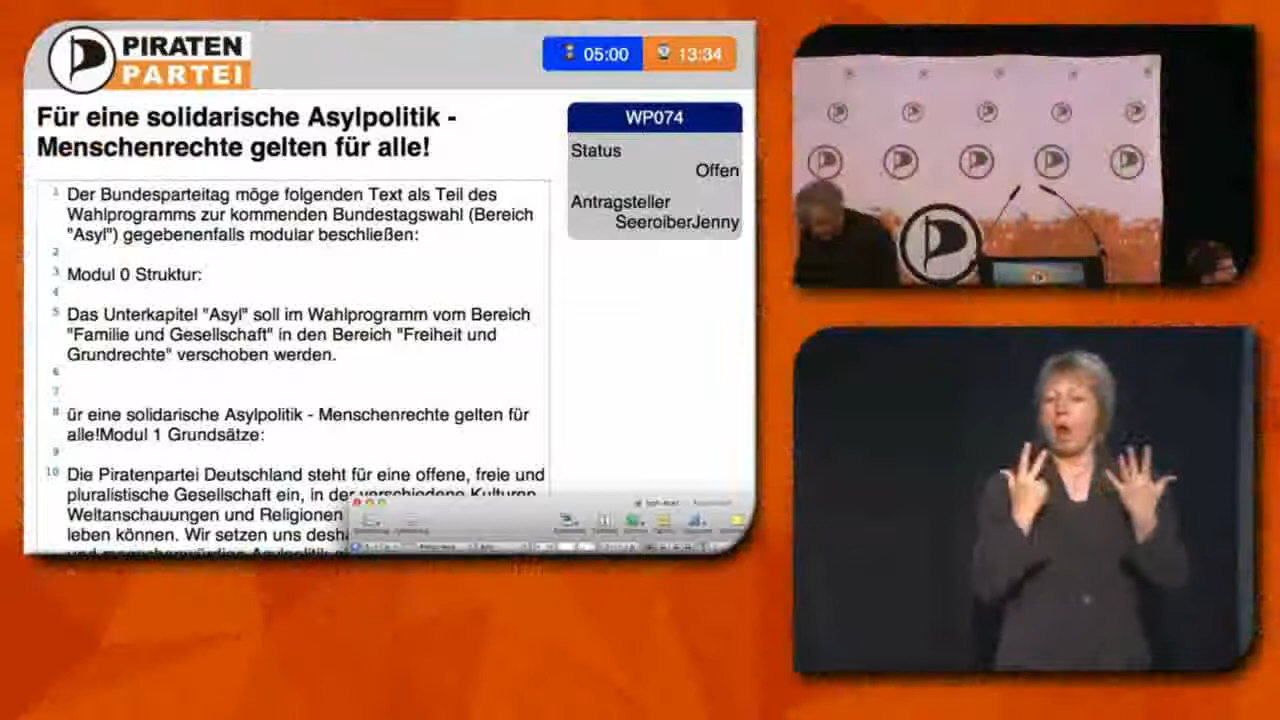 PIRATEN
PARTEI
05:00
13:34
Für eine solidarische Asylpolitik -
Menschenrechte gelten für alle!
WP074
Status
Offen
Antragsteller
SeeroiberJenny
1 Der Bundesparteitag möge folgenden Text als Teil des
Wahlprogramms zur kommenden Bundestagswahl (Bereich
"Asyl") gegebenenfalls modular beschließen:
2
3 Modul 0 Struktur:
4
5 Das Unterkapitel "Asyl" soll im Wahlprogramm vom Bereich
"Familie und Gesellschaft" in den Bereich "Freiheit und
Grundrechte" verschoben werden.
6
7
8 ür eine solidarische Asylpolitik - Menschenrechte gelten für
alle!Modul 1 Grundsätze:
9
10 Die Piratenpartei Deutschland steht für eine offene, freie und
pluralistische Gesellschaft ein, in der verschiedene Kulturen,
Weltanschauungen und Religionen
leben können. Wir setzen uns desha
und menschenwürdige Asylpolitik